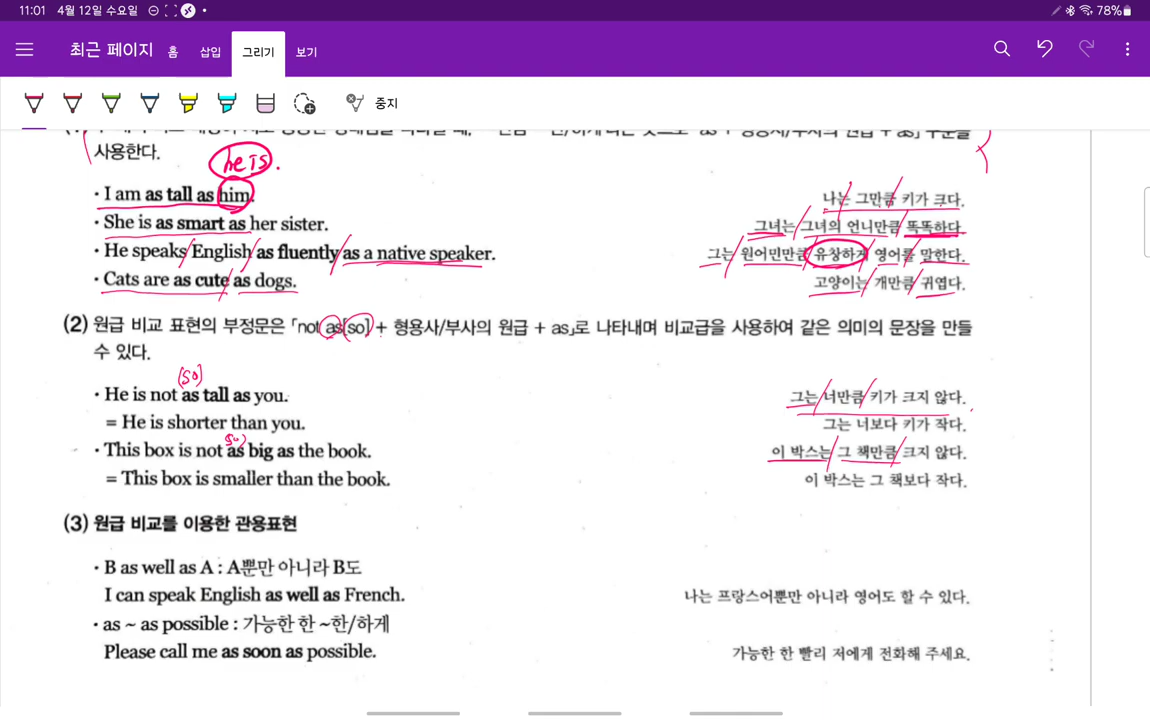 11:01 4월 12일 수요일 78%
최근 페이지 홈 삽입 그리기 보기
중지
사용한다.
he is.
· I am as tall as him. 나는 그만큼 키가 크다.
· She is as smart as her sister. 그녀는 그녀의 언니만큼 똑똑하다.
· He speaks English as fluently as a native speaker. 그는 원어민만큼 유창하게 영어를 말한다.
· Cats are as cute as dogs. 고양이는 개만큼 귀엽다.
(2) 원급 비교 표현의 부정문은 「not as[so] + 형용사/부사의 원급 + as」로 나타내며 비교급을 사용하여 같은 의미의 문장을 만들
수 있다.
[so]
· He is not as tall as you. 그는 너만큼 키가 크지 않다.
= He is shorter than you. 그는 너보다 키가 작다.
so
· This box is not as big as the book. 이 박스는 그 책만큼 크지 않다.
= This box is smaller than the book. 이 박스는 그 책보다 작다.
(3) 원급 비교를 이용한 관용표현
· B as well as A : A뿐만 아니라 B도
I can speak English as well as French. 나는 프랑스어뿐만 아니라 영어도 할 수 있다.
· as ~ as possible : 가능한 한 ~한/하게
Please call me as soon as possible. 가능한 한 빨리 저에게 전화해 주세요.